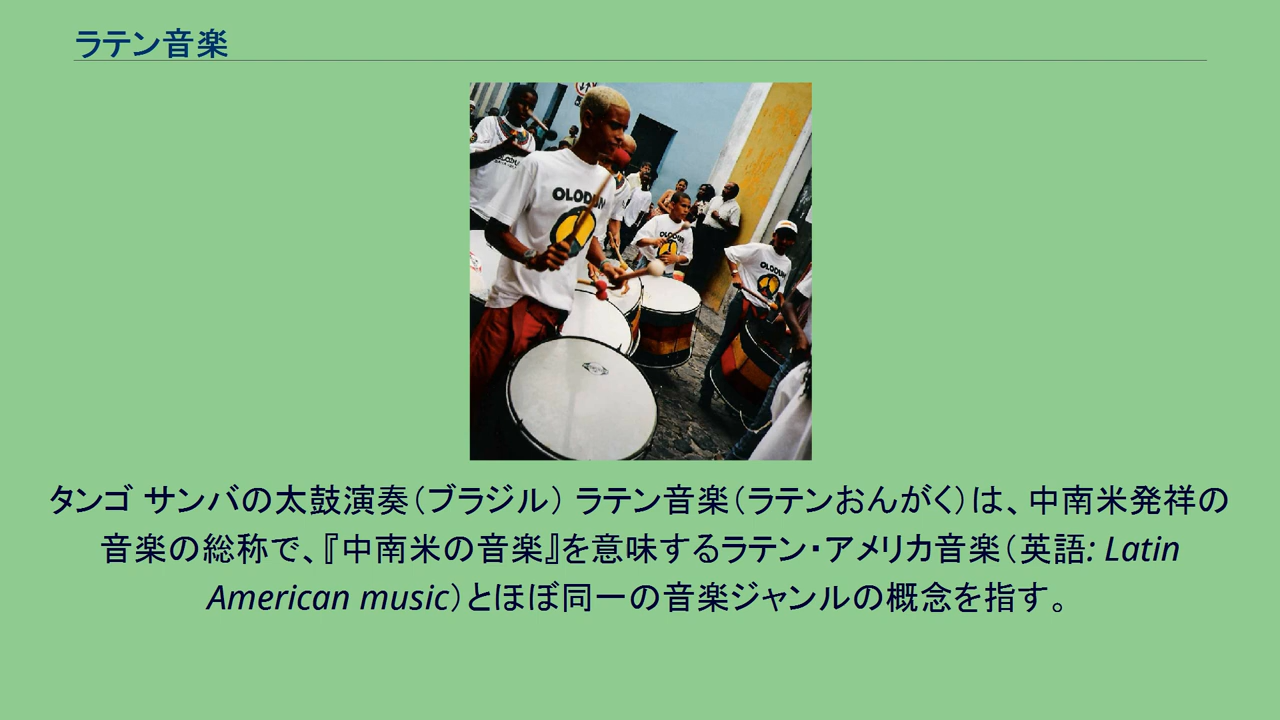 ラテン音楽
OLODUM
OLODUM
タンゴ サンバの太鼓演奏（ブラジル） ラテン音楽（ラテンおんがく）は、中南米発祥の
音楽の総称で、『中南米の音楽』を意味するラテン・アメリカ音楽（英語: Latin
American music）とほぼ同一の音楽ジャンルの概念を指す。